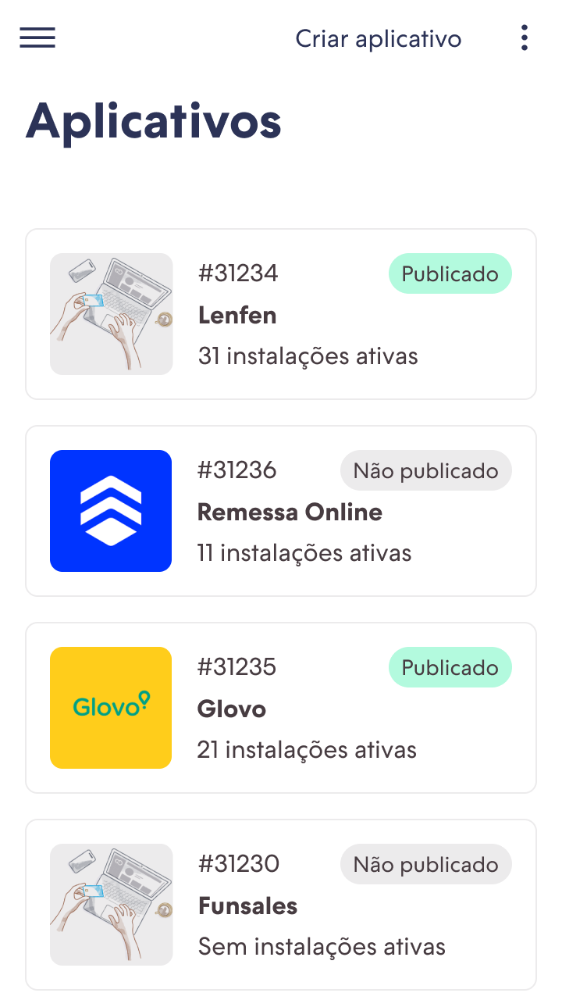 Criar aplicativo
Aplicativos
#31234
Publicado
Lenfen
31 instalações ativas
#31236
Não publicado
Remessa Online
11 instalações ativas
Glovo
#31235
Publicado
Glovo
21 instalações ativas
#31230
Não publicado
Funsales
Sem instalações ativas